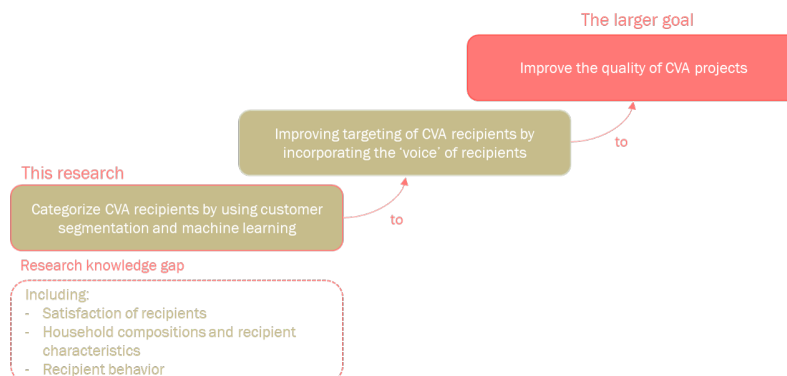 The larger goal
Improve the quality of CVA projects
Improving targeting of CVA recipients by
incorporating the ‘voice’ of recipients
to
This research
Categorize CVA recipients by using customer
segmentation and machine learning
to
Research knowledge gap
Including:
- Satisfaction of recipients
- Household compositions and recipient
characteristics
- Recipient behavior